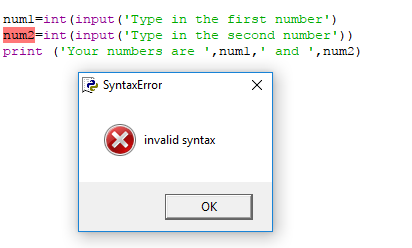 num1=int(input('Type in the first number')
num2=int(input('Type in the second number'))
print ('Your numbers are ',num1,' and ',num2)
SyntaxError
invalid syntax
OK